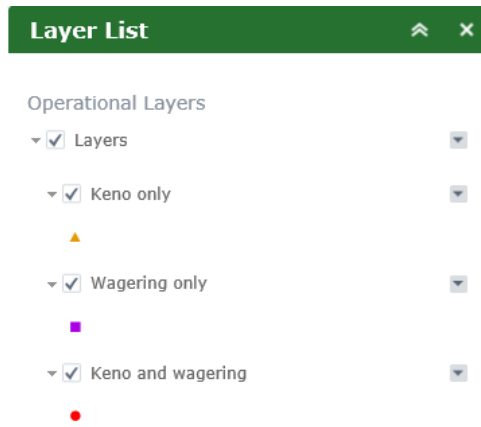 Layer List
Operational Layers
Layers
Keno only
Wagering only
Keno and wagering